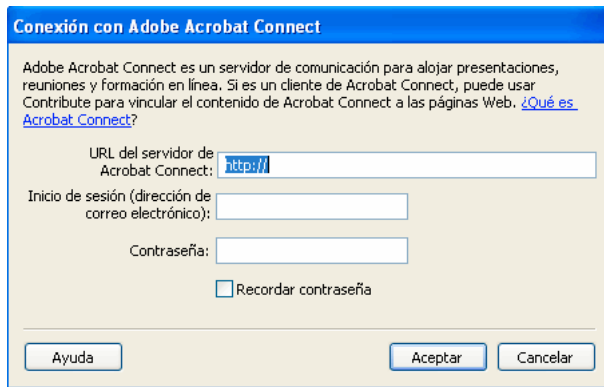 Conexión con Adobe Acrobat Connect
Adobe Acrobat Connect es un servidor de comunicación para alojar presentaciones,
reuniones y formación en línea. Si es un cliente de Acrobat Connect, puede usar
Contribute para vincular el contenido de Acrobat Connect a las páginas Web. ¿Qué es
Acrobat Connect?
URL del servidor de
Acrobat Connect: http://
Inicio de sesión (dirección de
correo electrónico):
Contraseña:
Recordar contraseña
Ayuda Aceptar Cancelar